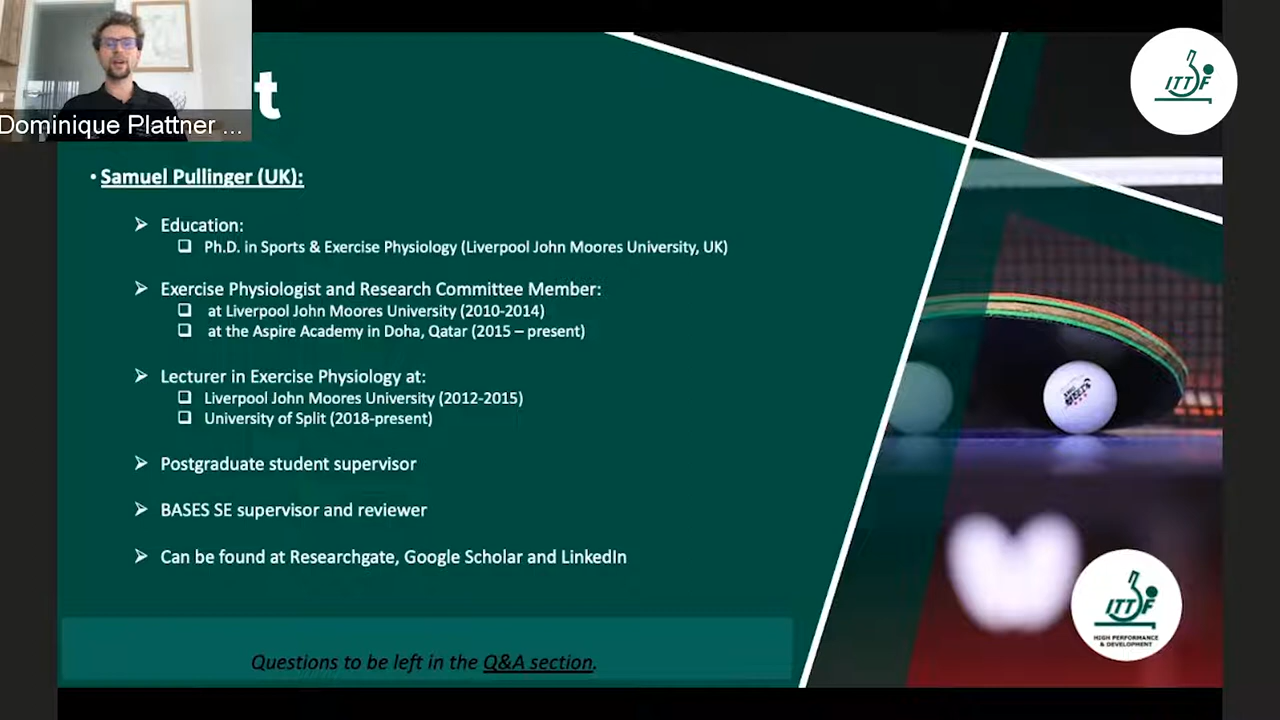 Dominique Plattner ...
t
ITTF
• Samuel Pullinger (UK):
➢ Education:
❑ Ph.D. in Sports & Exercise Physiology (Liverpool John Moores University, UK)
➢ Exercise Physiologist and Research Committee Member:
❑ at Liverpool John Moores University (2010-2014)
❑ at the Aspire Academy in Doha, Qatar (2015 – present)
➢ Lecturer in Exercise Physiology at:
❑ Liverpool John Moores University (2012-2015)
❑ University of Split (2018-present)
➢ Postgraduate student supervisor
➢ BASES SE supervisor and reviewer
➢ Can be found at Researchgate, Google Scholar and LinkedIn
Questions to be left in the Q&A section.
ITTF
HIGH PERFORMANCE
& DEVELOPMENT